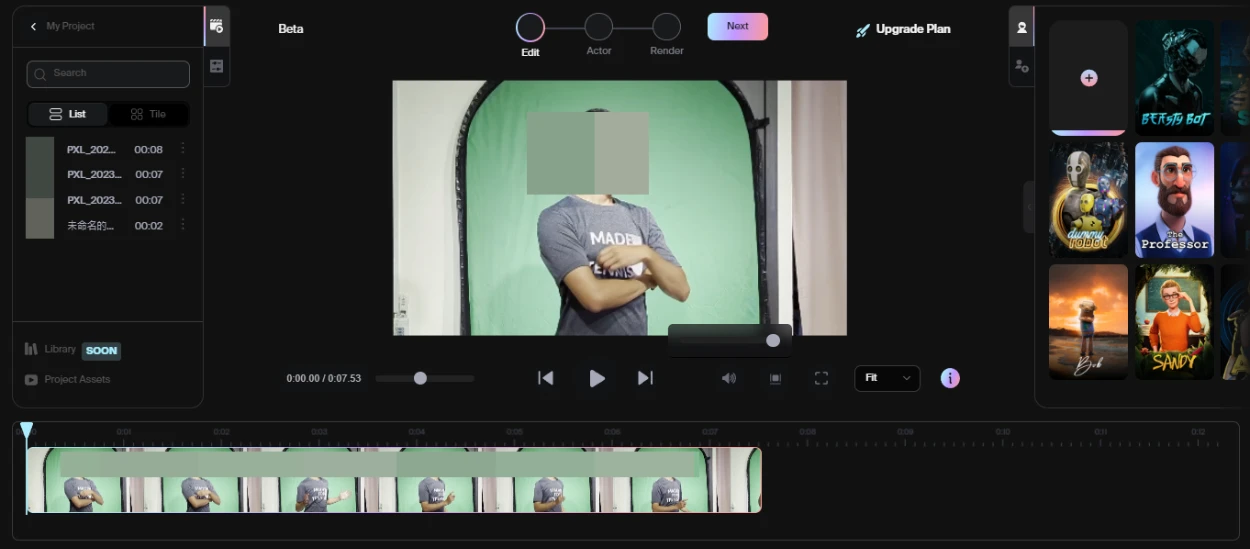 My Project
Search
List
Tile
PXL_202... 00:08
PXL_2023... 00:07
PXL_2023... 00:07
未命名的... 00:02
Library SOON
Project Assets
Beta
Edit
Actor
Render
Next
Upgrade Plan
MADE
TENNIS
0:00.00 / 0:07.53
Fit
BEASTY BOT
dummy
ROBOT
The
Professor
Bob
SANDY
0:01
0:02
0:03
0:04
0:05
0:06
0:07
0:08
0:09
0:10
0:11
0:12